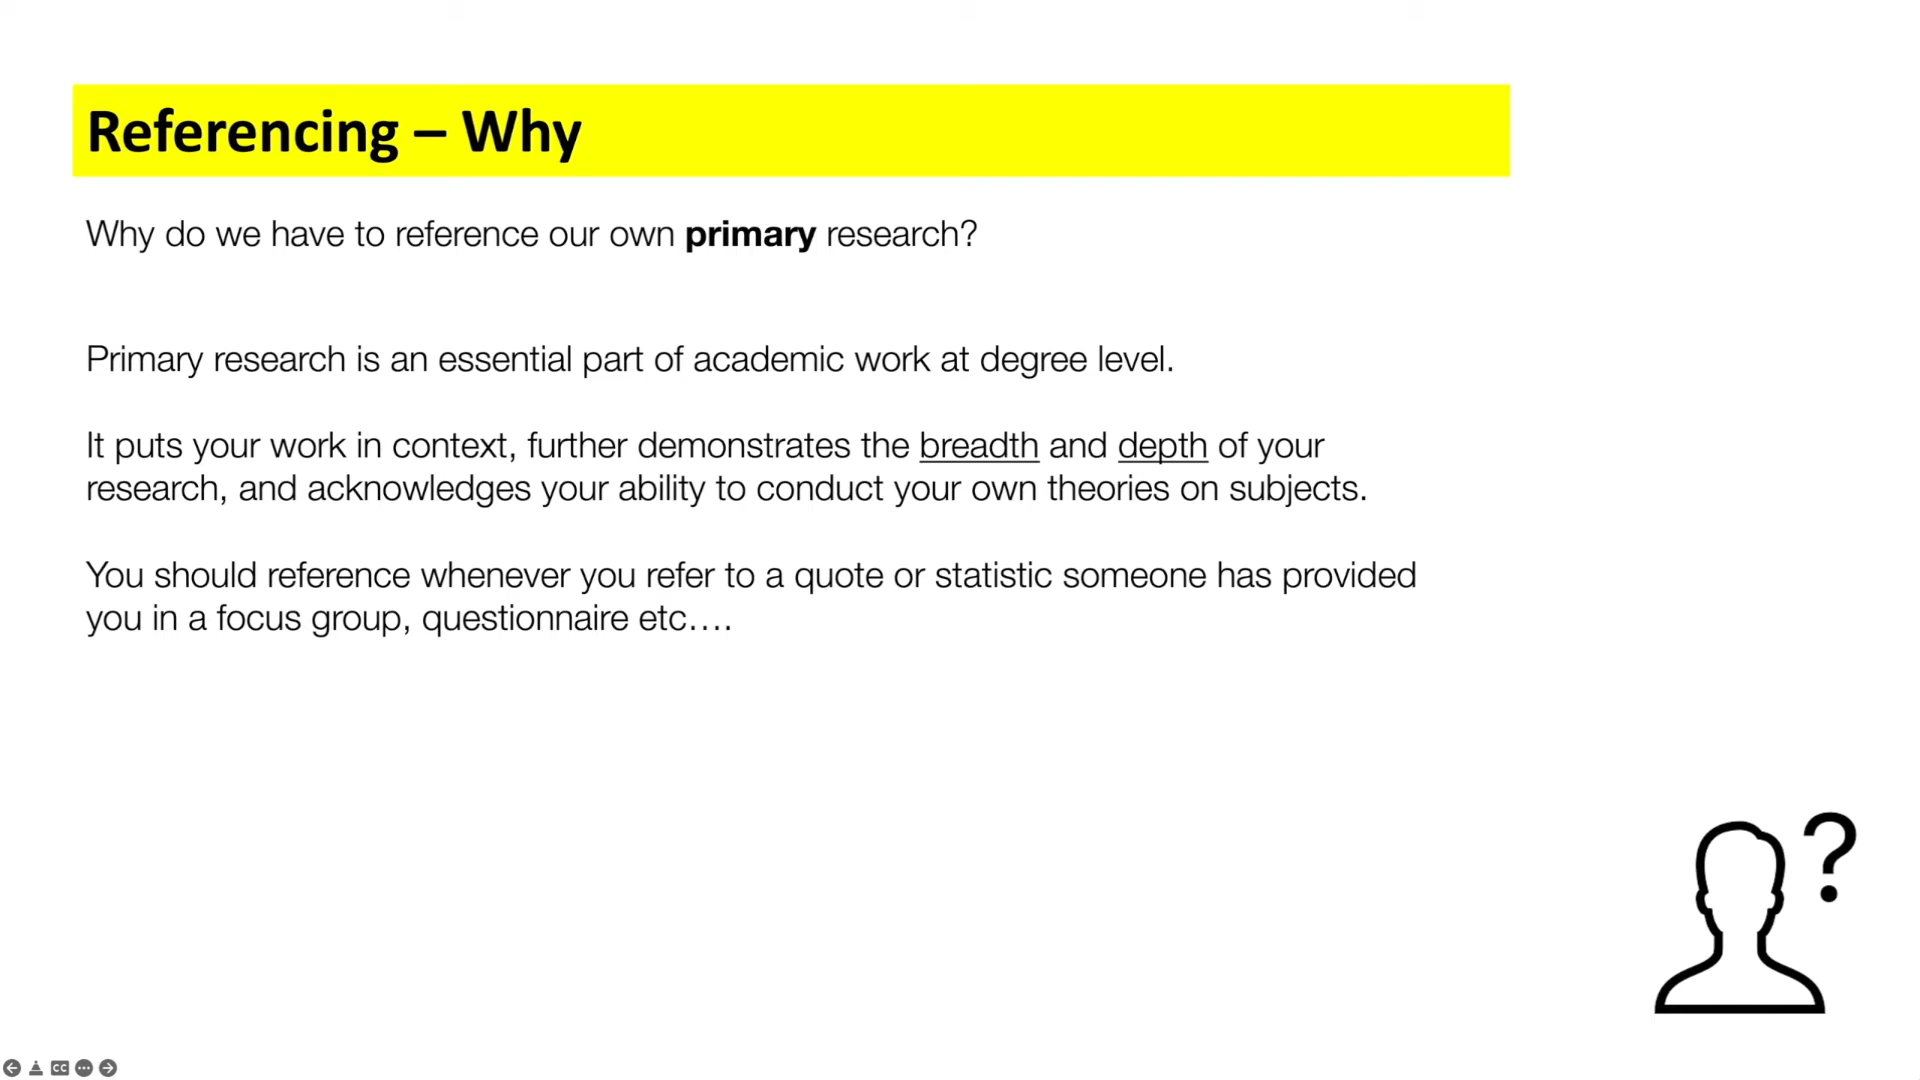 Referencing – Why
Why do we have to reference our own primary research?
Primary research is an essential part of academic work at degree level.
It puts your work in context, further demonstrates the breadth and depth of your
research, and acknowledges your ability to conduct your own theories on subjects.
You should reference whenever you refer to a quote or statistic someone has provided
you in a focus group, questionnaire etc….
?
CC